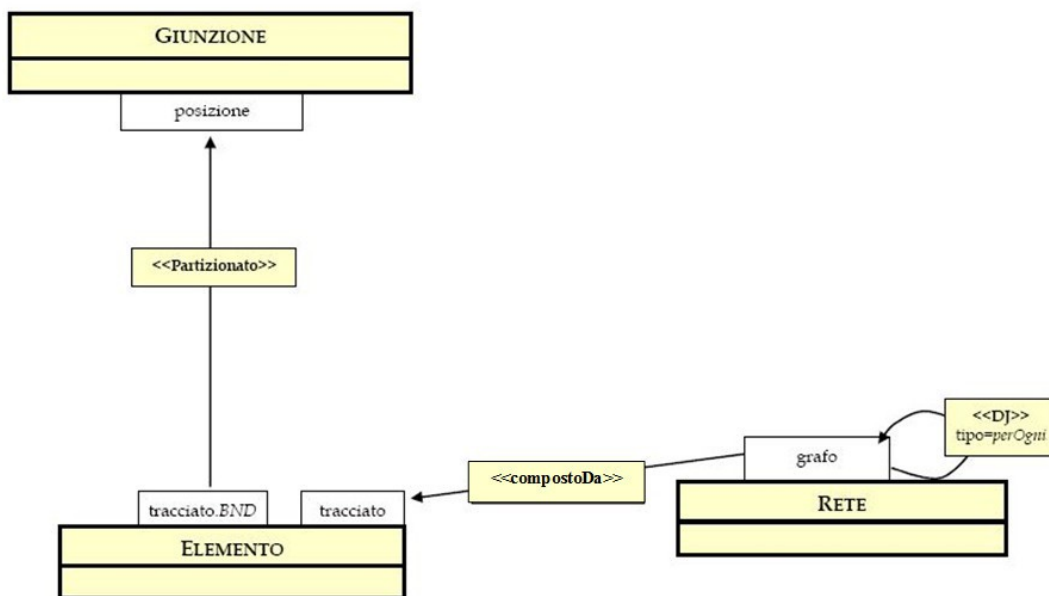 GIUNZIONE
posizione
<<Partizionato>>
<<DJ>>
tipo=perOgni
grafo
<<compostoDa>>
tracciato.BND
tracciato
RETE
ELEMENTO